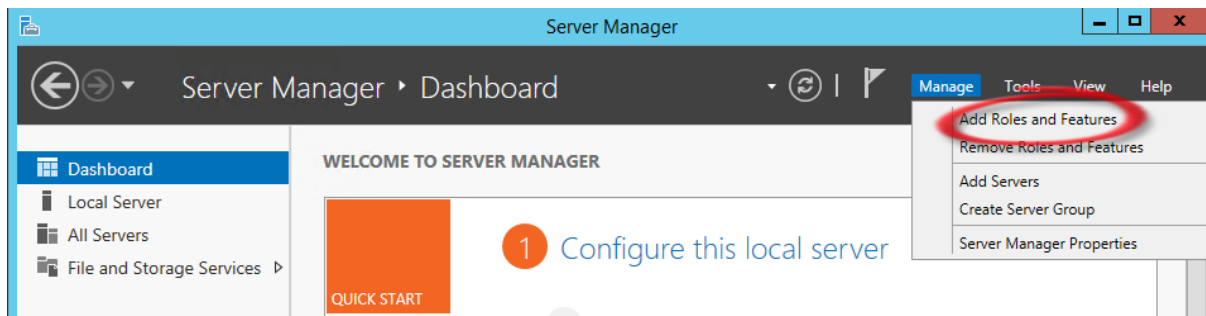 Server Manager
Server Manager ‣ Dashboard
Manage Tools View Help
Add Roles and Features
Remove Roles and Features
Add Servers
Create Server Group
Server Manager Properties
Dashboard
Local Server
All Servers
File and Storage Services
WELCOME TO SERVER MANAGER
QUICK START
1 Configure this local server